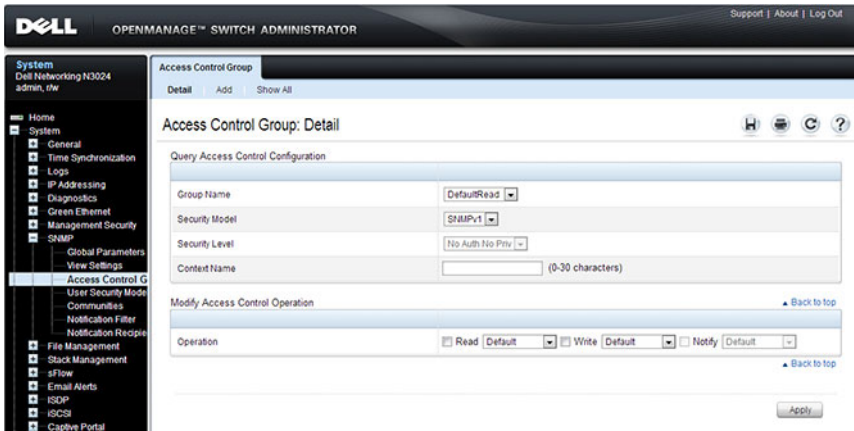 Support | About | Log Out
DELL OPENMANAGE™ SWITCH ADMINISTRATOR
System
Dell Networking N3024
admin, r/w
Home
System
General
Time Synchronization
Logs
IP Addressing
Diagnostics
Green Ethernet
Management Security
SNMP
Global Parameters
View Settings
Access Control G
User Security Mode
Communities
Notification Filter
Notification Recipie
File Management
Stack Management
sFlow
Email Alerts
ISDP
iSCSI
Captive Portal
Access Control Group
Detail Add Show All
Access Control Group: Detail
Query Access Control Configuration
Group Name DefaultRead
Security Model SNMPv1
Security Level No Auth No Priv
Context Name (0-30 characters)
Modify Access Control Operation Back to top
Operation Read Default Write Default Notify Default
Back to top
Apply